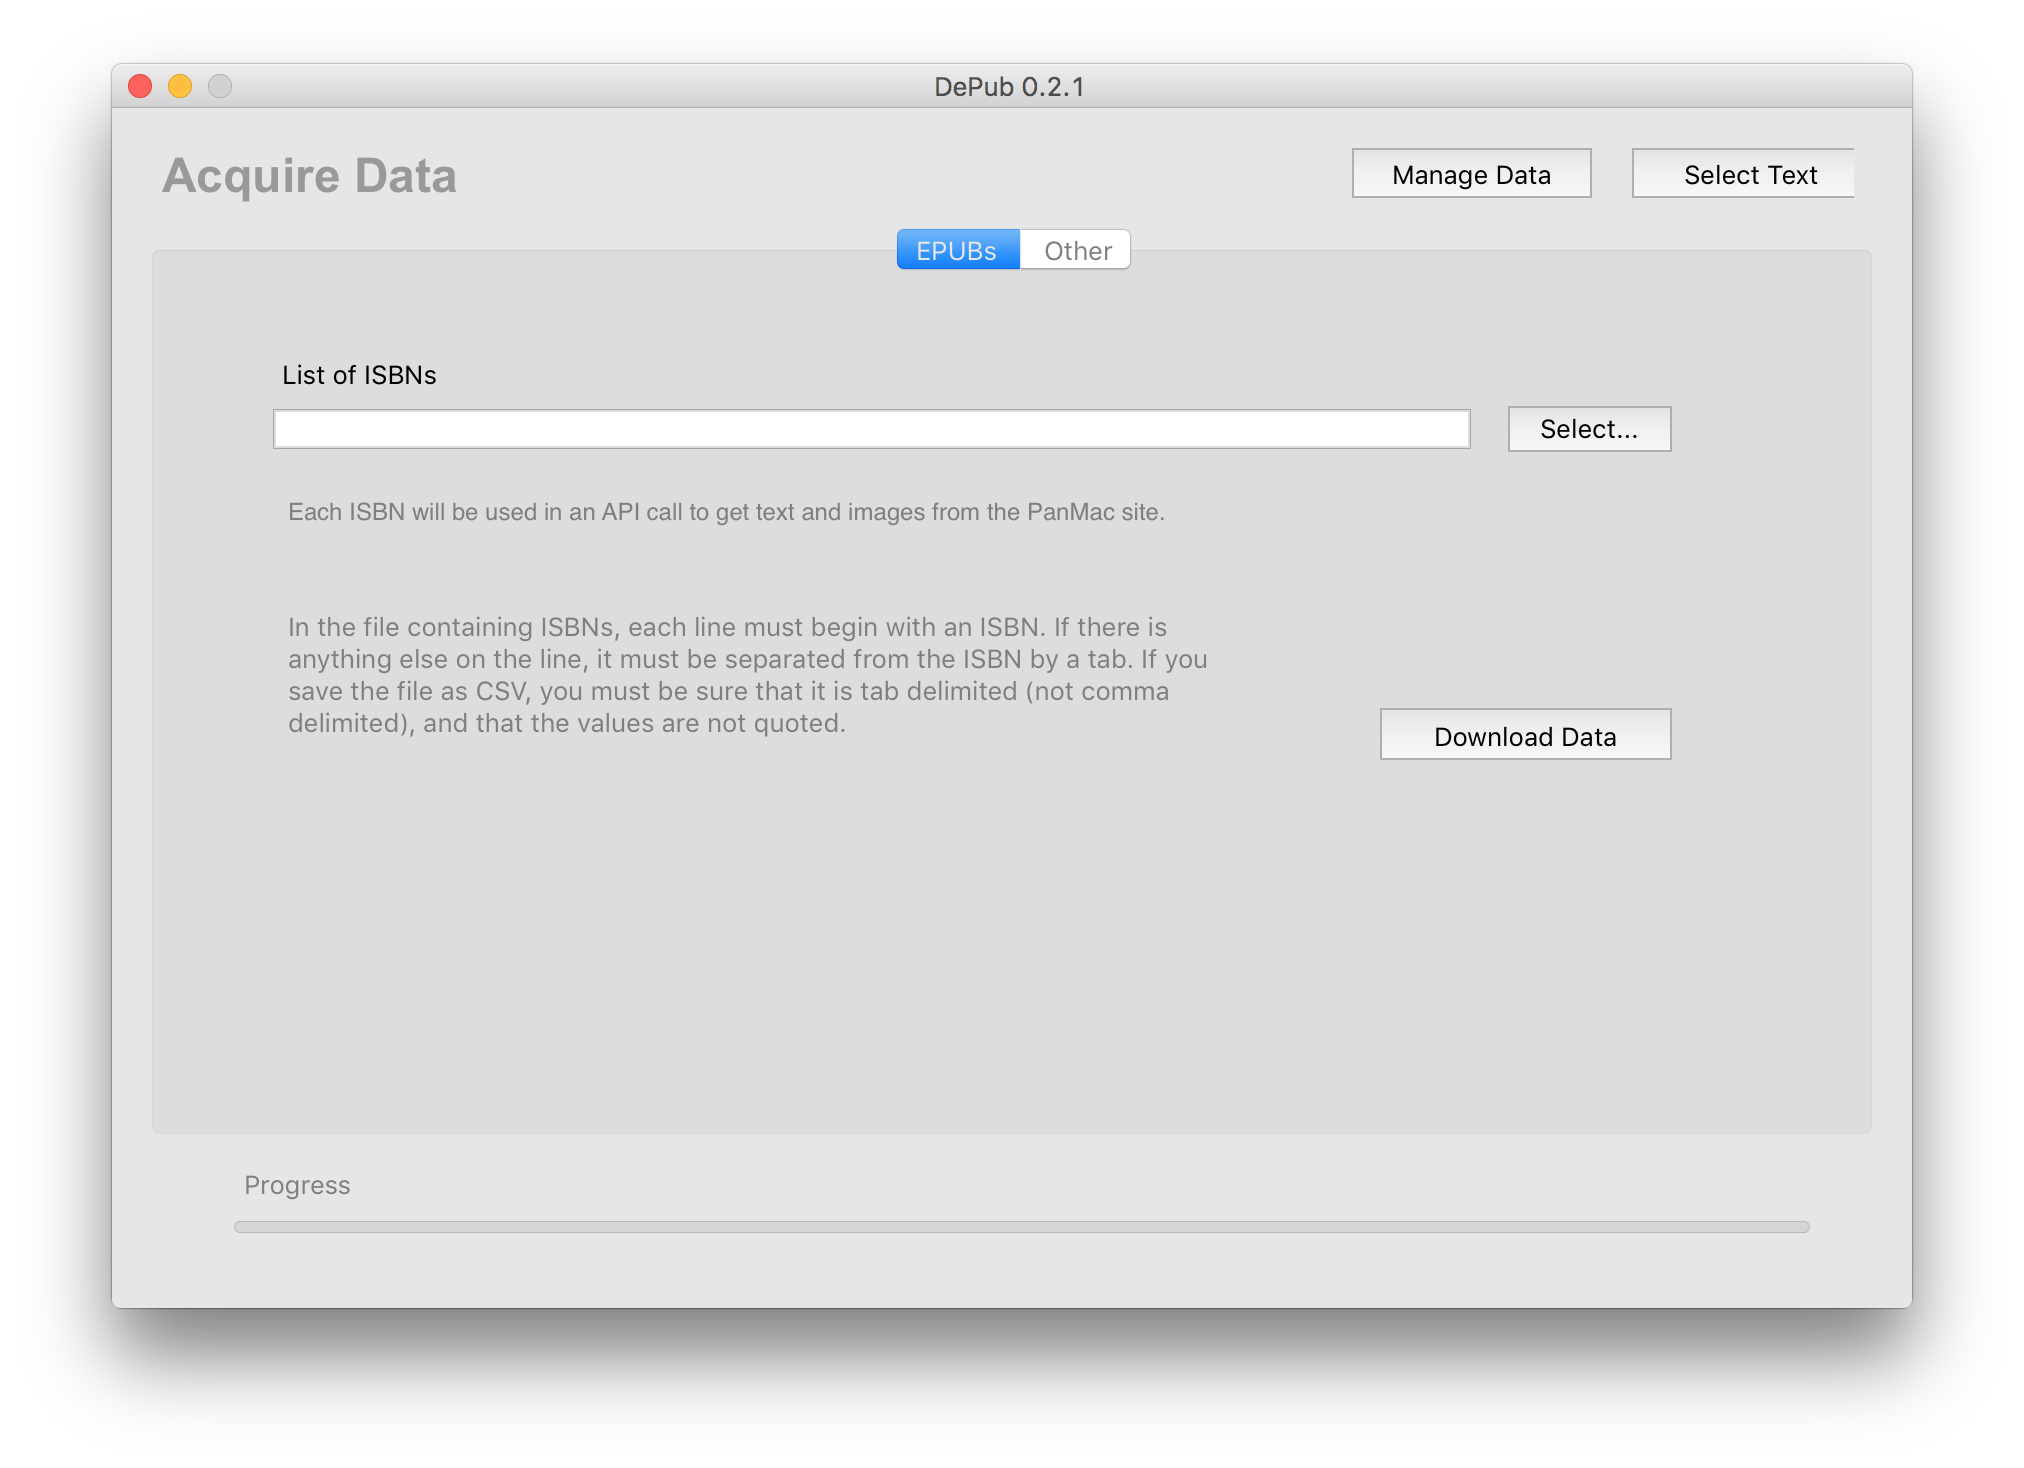 DePub 0.2.1
Acquire Data
Manage Data
Select Text
EPUBs
Other
List of ISBNs
Select...
Each ISBN will be used in an API call to get text and images from the PanMac site.
In the file containing ISBNs, each line must begin with an ISBN. If there is
anything else on the line, it must be separated from the ISBN by a tab. If you
save the file as CSV, you must be sure that it is tab delimited (not comma
delimited), and that the values are not quoted.
Download Data
Progress